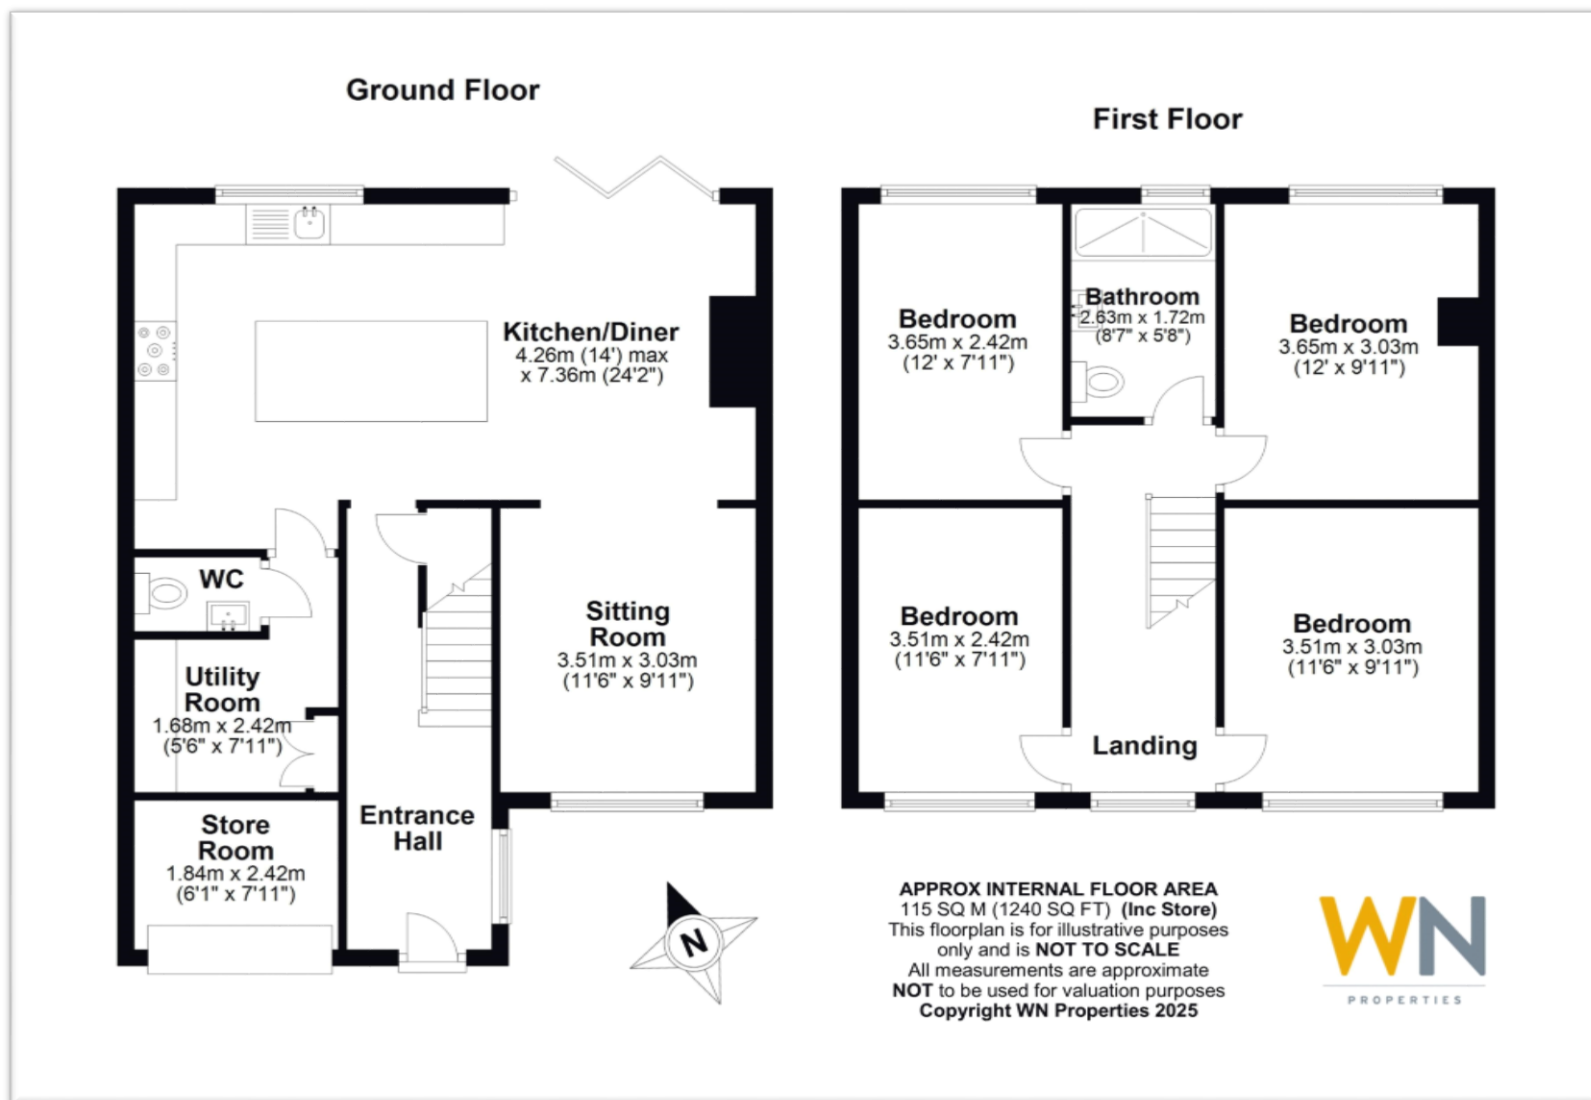 Ground Floor
First Floor
Kitchen/Diner
4.26m (14') max
x 7.36m (24'2")
WC
Utility
Room
1.68m x 2.42m
(5'6" x 7'11")
Store
Room
1.84m x 2.42m
(6'1" x 7'11")
Entrance
Hall
Sitting
Room
3.51m x 3.03m
(11'6" x 9'11")
N
Bedroom
3.65m x 2.42m
(12' x 7'11")
Bathroom
2.63m x 1.72m
(8'7" x 5'8")
Bedroom
3.65m x 3.03m
(12' x 9'11")
Bedroom
3.51m x 2.42m
(11'6" x 7'11")
Landing
Bedroom
3.51m x 3.03m
(11'6" x 9'11")
APPROX INTERNAL FLOOR AREA
115 SQ M (1240 SQ FT) (Inc Store)
This floorplan is for illustrative purposes
only and is NOT TO SCALE
All measurements are approximate
NOT to be used for valuation purposes
Copyright WN Properties 2025
WN
PROPERTIES